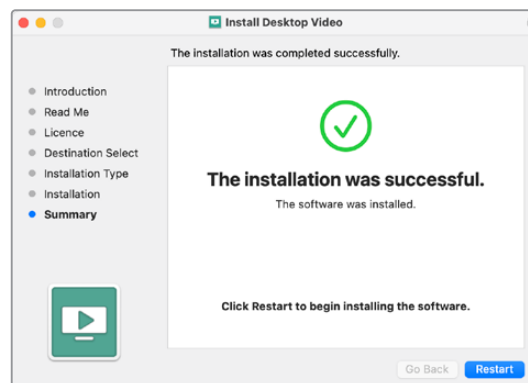 Install Desktop Video
The installation was completed successfully.
Introduction
Read Me
Licence
Destination Select
Installation Type
Installation
Summary
The installation was successful.
The software was installed.
Click Restart to begin installing the software.
Go Back
Restart